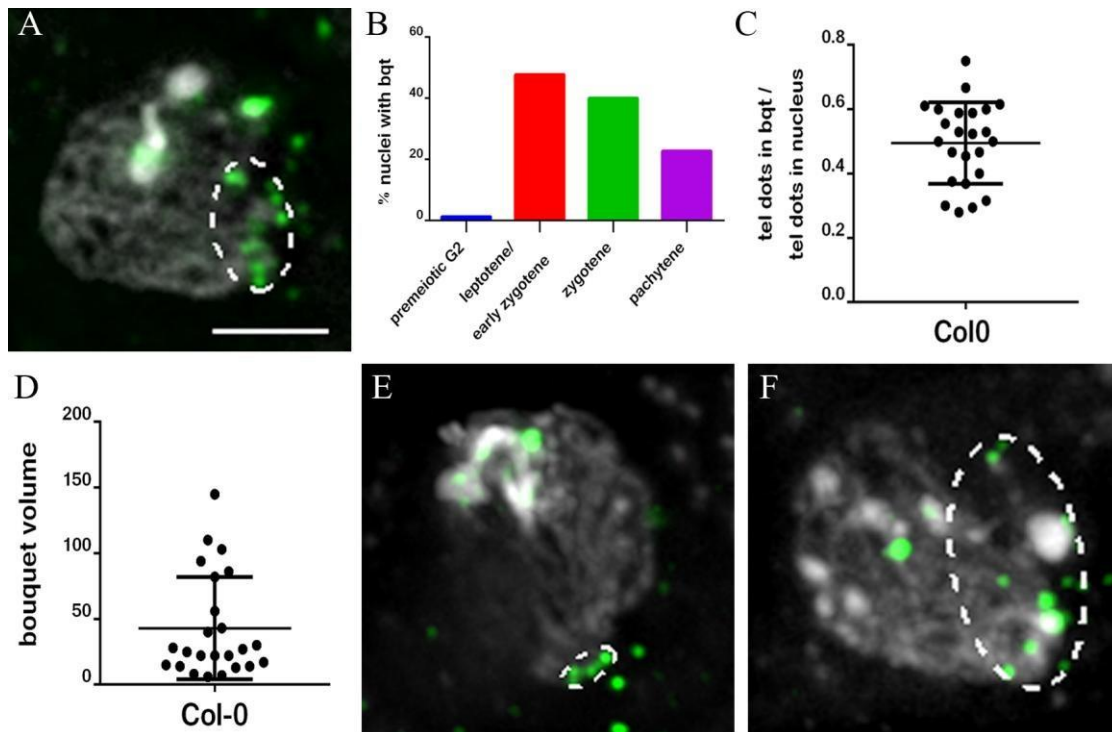 A
B
% nuclei with bqt
60
40
20
0
premeiotic G2
leptotene/
early zygotene
zygotene
pachytene
C
tel dots in bqt /
tel dots in nucleus
0.8
0.6
0.4
0.2
0.0
Col0
D
bouquet volume
200
150
100
50
0
Col-0
E
F